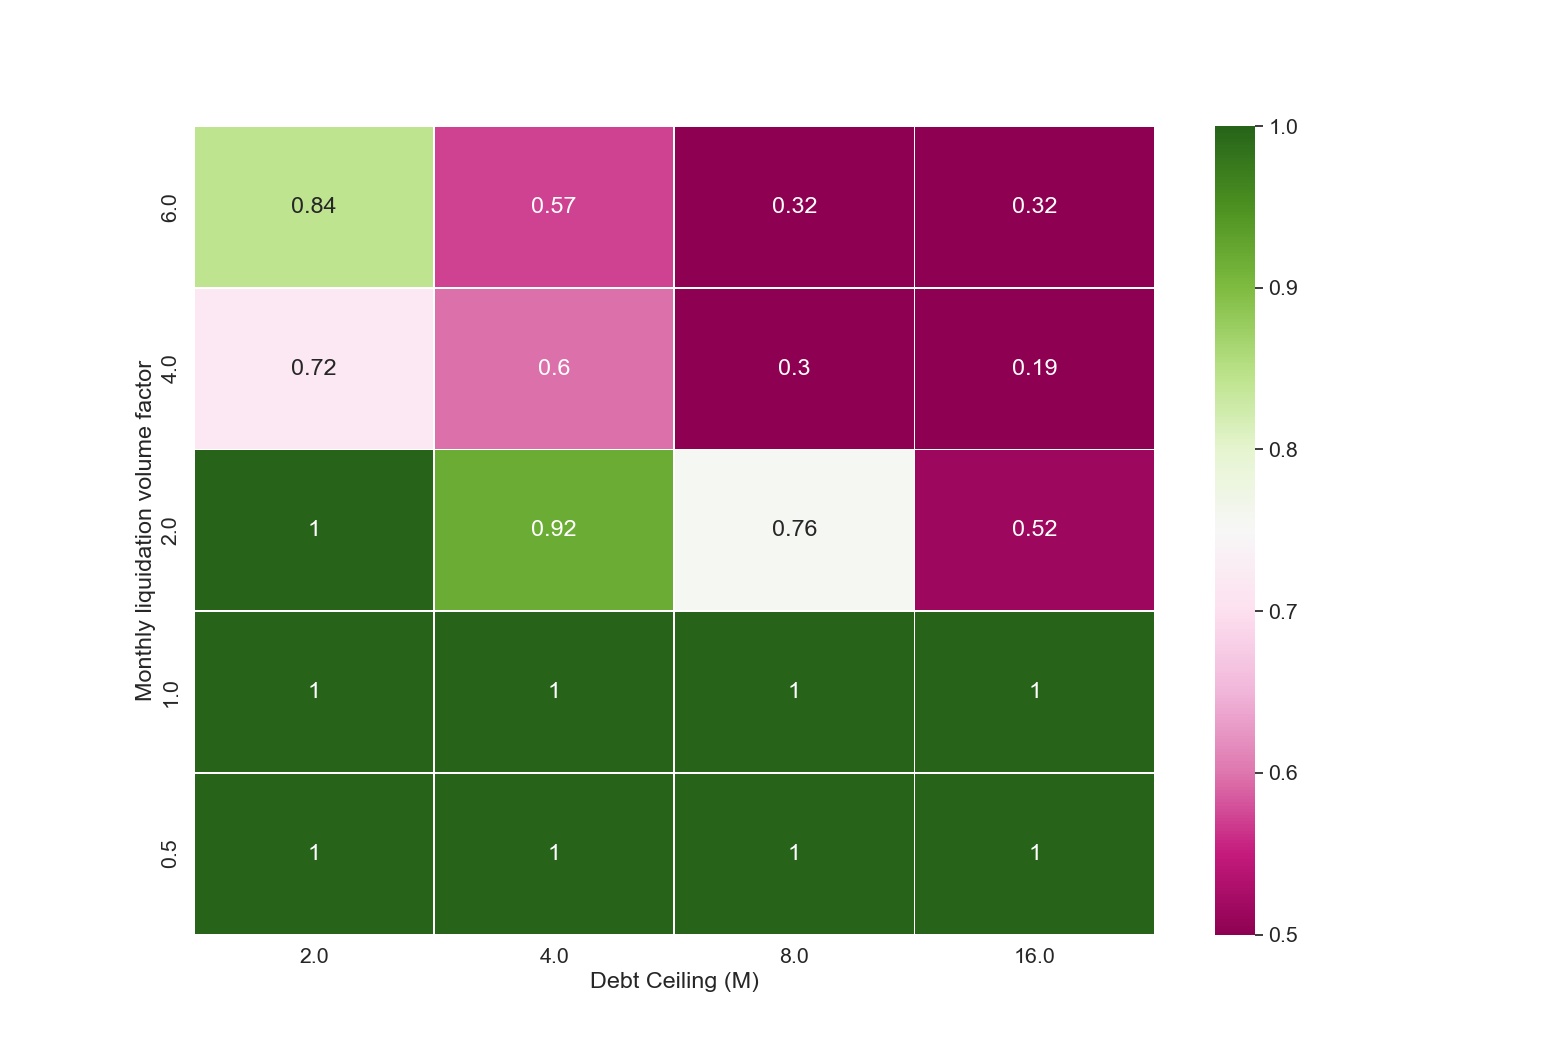 1.0
6.0 0.84 0.57 0.32 0.32
0.9
4.0 0.72 0.6 0.3 0.19
0.8
Monthly liquidation volume factor
2.0 1 0.92 0.76 0.52
0.7
1.0 1 1 1 1
0.6
0.5 1 1 1 1
0.5
2.0 4.0 8.0 16.0
Debt Ceiling (M)